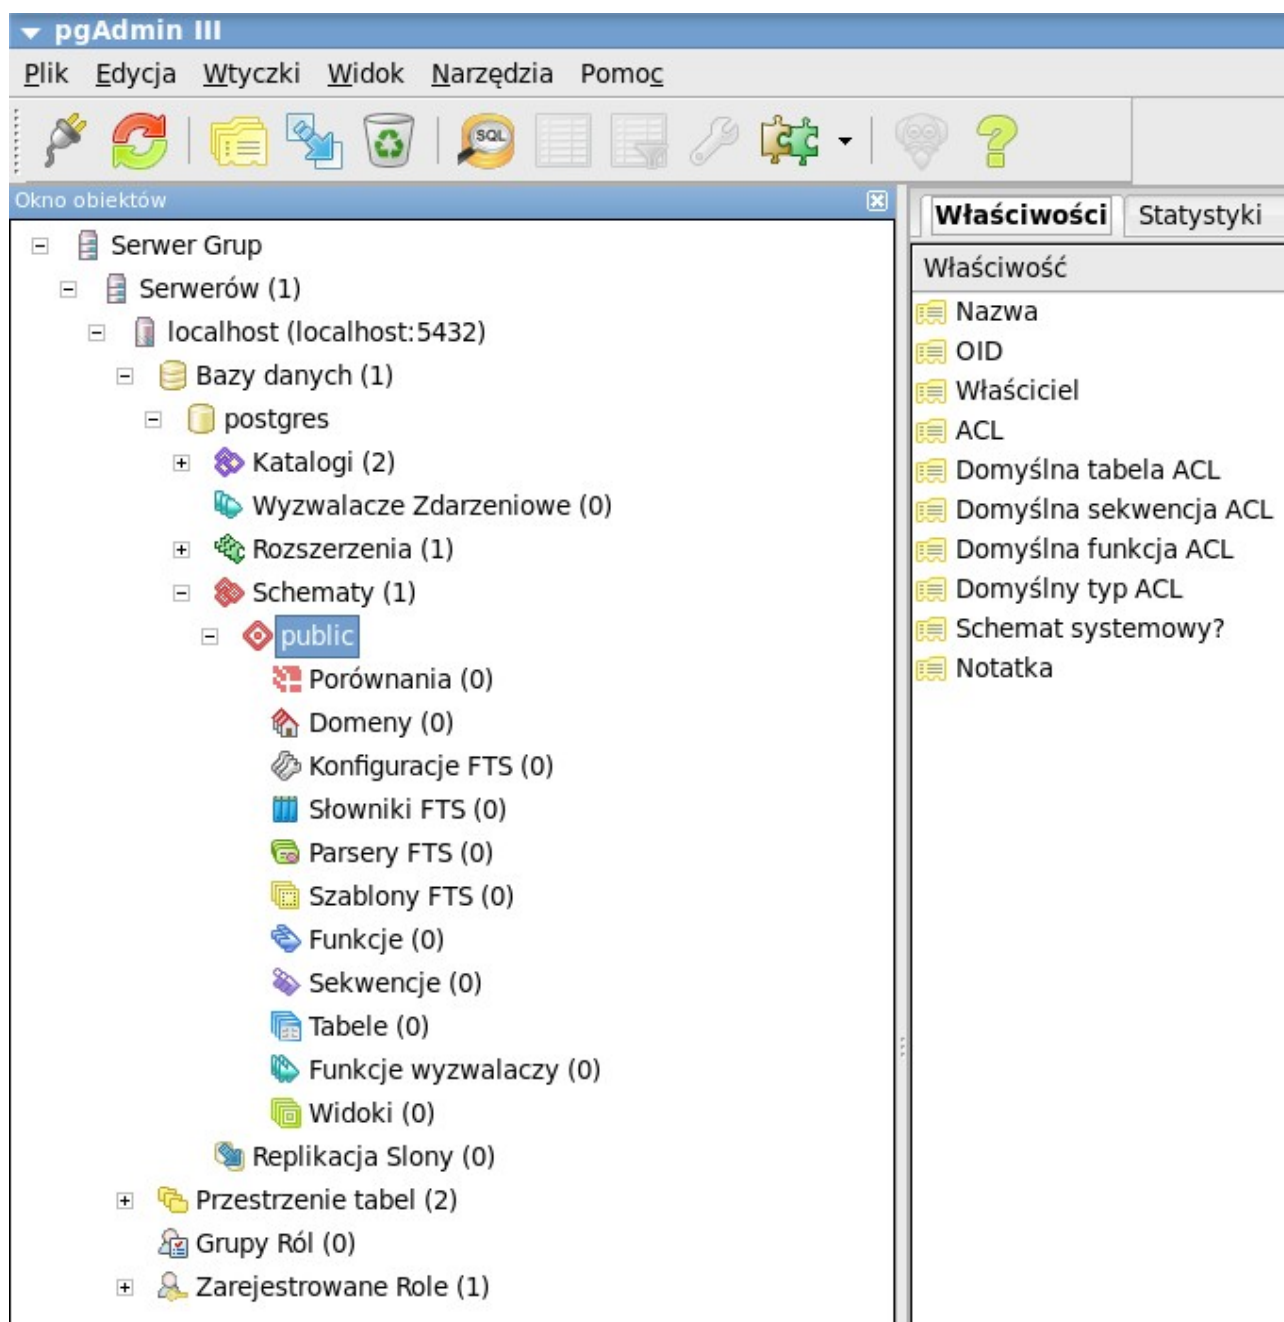 pgAdmin III
Plik Edycja Wtyczki Widok Narzędzia Pomoc
SQL
Okno obiektów
Serwer Grup
Serwerów (1)
localhost (localhost:5432)
Bazy danych (1)
postgres
Katalogi (2)
Wyzwalacze Zdarzeniowe (0)
Rozszerzenia (1)
Schematy (1)
public
Porównania (0)
Domeny (0)
Konfiguracje FTS (0)
Słowniki FTS (0)
Parsery FTS (0)
Szablony FTS (0)
Funkcje (0)
Sekwencje (0)
Tabele (0)
Funkcje wyzwalaczy (0)
Widoki (0)
Replikacja Slony (0)
Przestrzenie tabel (2)
Grupy Ról (0)
Zarejestrowane Role (1)
Właściwości Statystyki
Właściwość
Nazwa
OID
Właściciel
ACL
Domyślna tabela ACL
Domyślna sekwencja ACL
Domyślna funkcja ACL
Domyślny typ ACL
Schemat systemowy?
Notatka